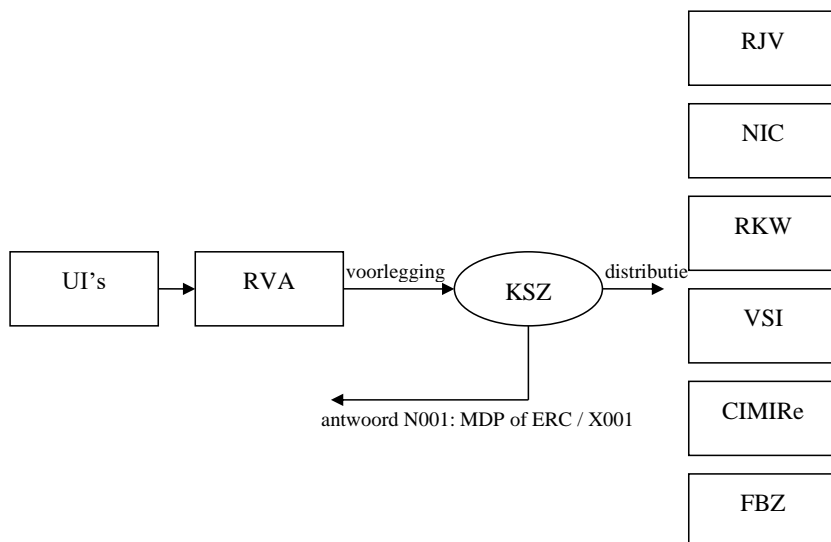 RJV
NIC
RKW
UI's
RVA
voorlegging
KSZ
distributie
VSI
antwoord N001: MDP of ERC / X001
CIMIRe
FBZ